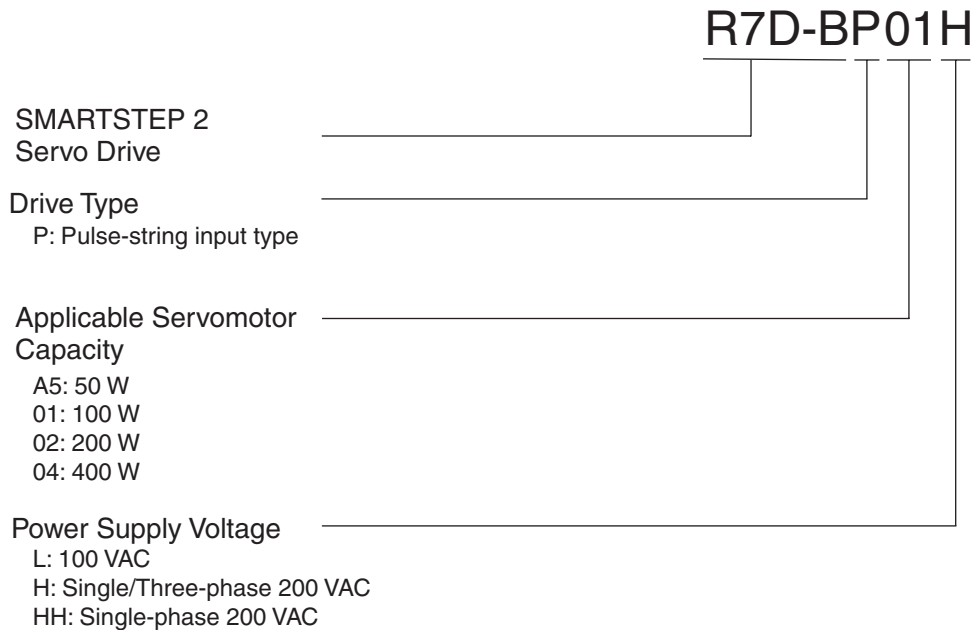 R7D-BP01H
SMARTSTEP 2
Servo Drive
Drive Type
P: Pulse-string input type
Applicable Servomotor
Capacity
A5: 50 W
01: 100 W
02: 200 W
04: 400 W
Power Supply Voltage
L: 100 VAC
H: Single/Three-phase 200 VAC
HH: Single-phase 200 VAC